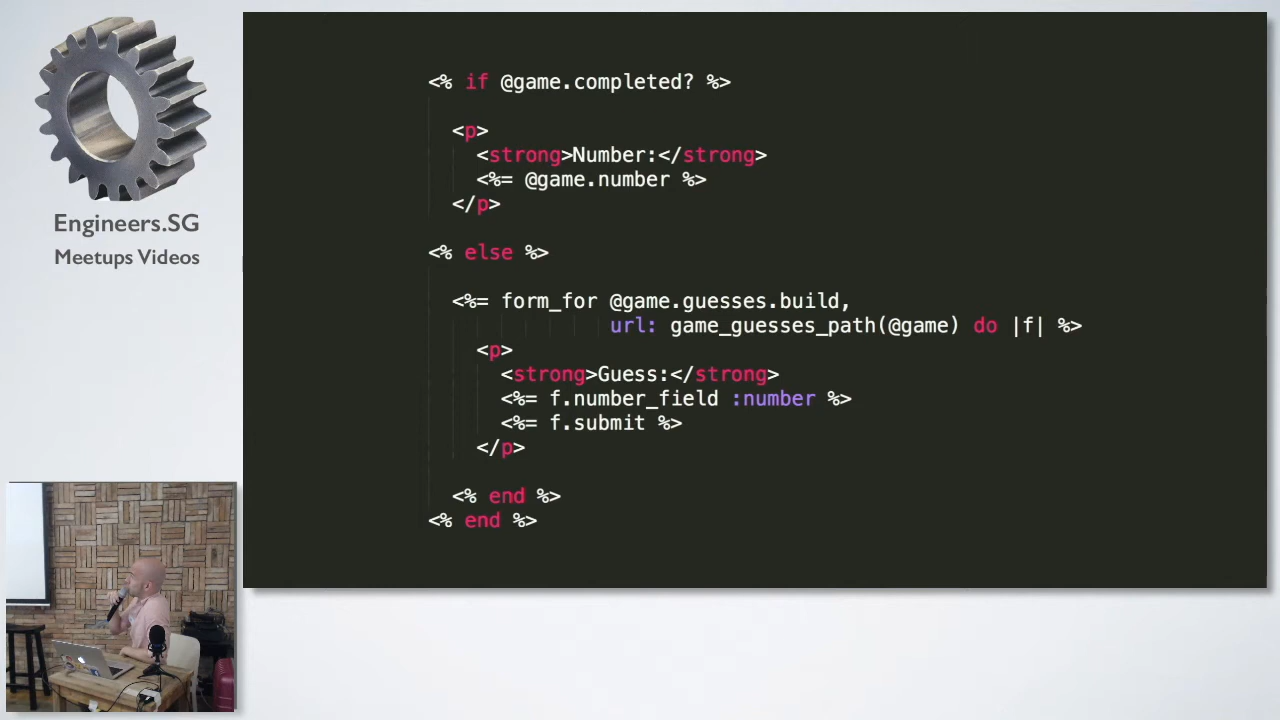 Engineers.SG
Meetups Videos
<% if @game.completed? %>
<p>
<strong>Number:</strong>
<%= @game.number %>
</p>
<% else %>
<%= form_for @game.guesses.build,
url: game_guesses_path(@game) do |f| %>
<p>
<strong>Guess:</strong>
<%= f.number_field :number %>
<%= f.submit %>
</p>
<% end %>
<% end %>